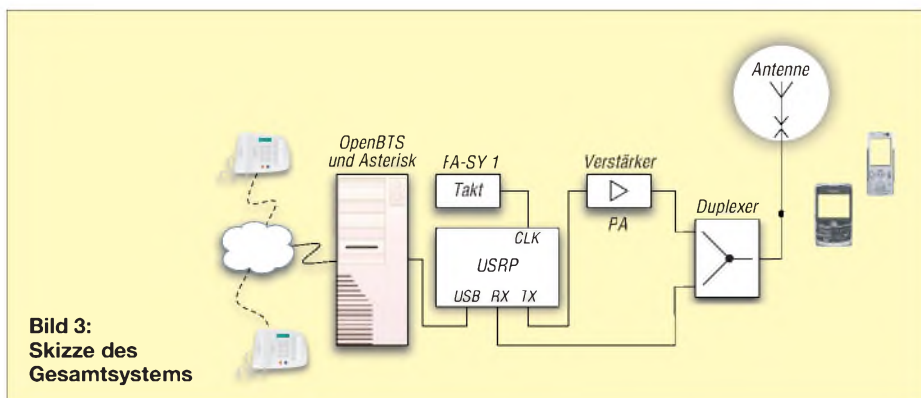 Antenne
OpenBTS
und Asterisk
FA-SY 1
Takt
Verstärker
PA
Duplexer
CLK
USRP
USB RX TX
Bild 3:
Skizze des
Gesamtsystems